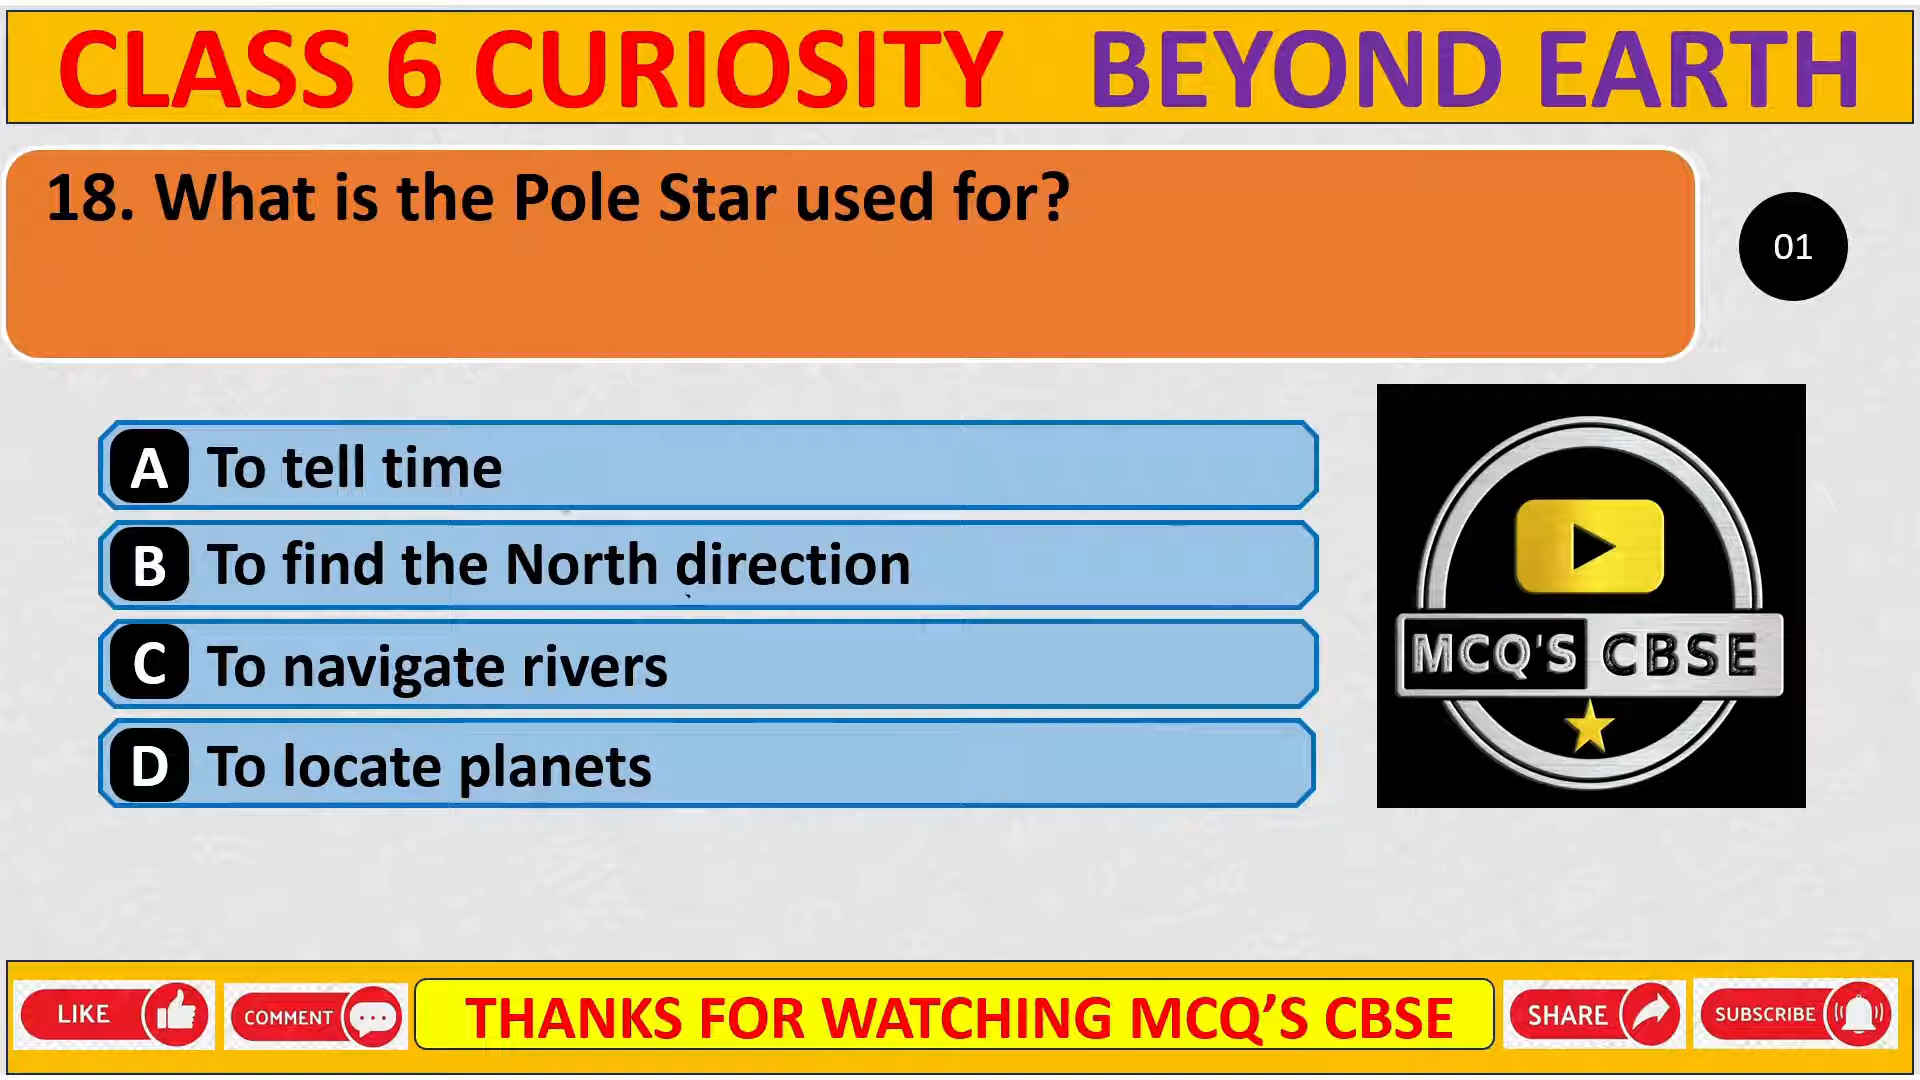 CLASS 6 CURIOSITY BEYOND EARTH
18. What is the Pole Star used for?
01
A To tell time
B To find the North direction
C To navigate rivers
D To locate planets
MCQ'S CBSE
LIKE
COMMENT
THANKS FOR WATCHING MCQ’S CBSE
SHARE
SUBSCRIBE